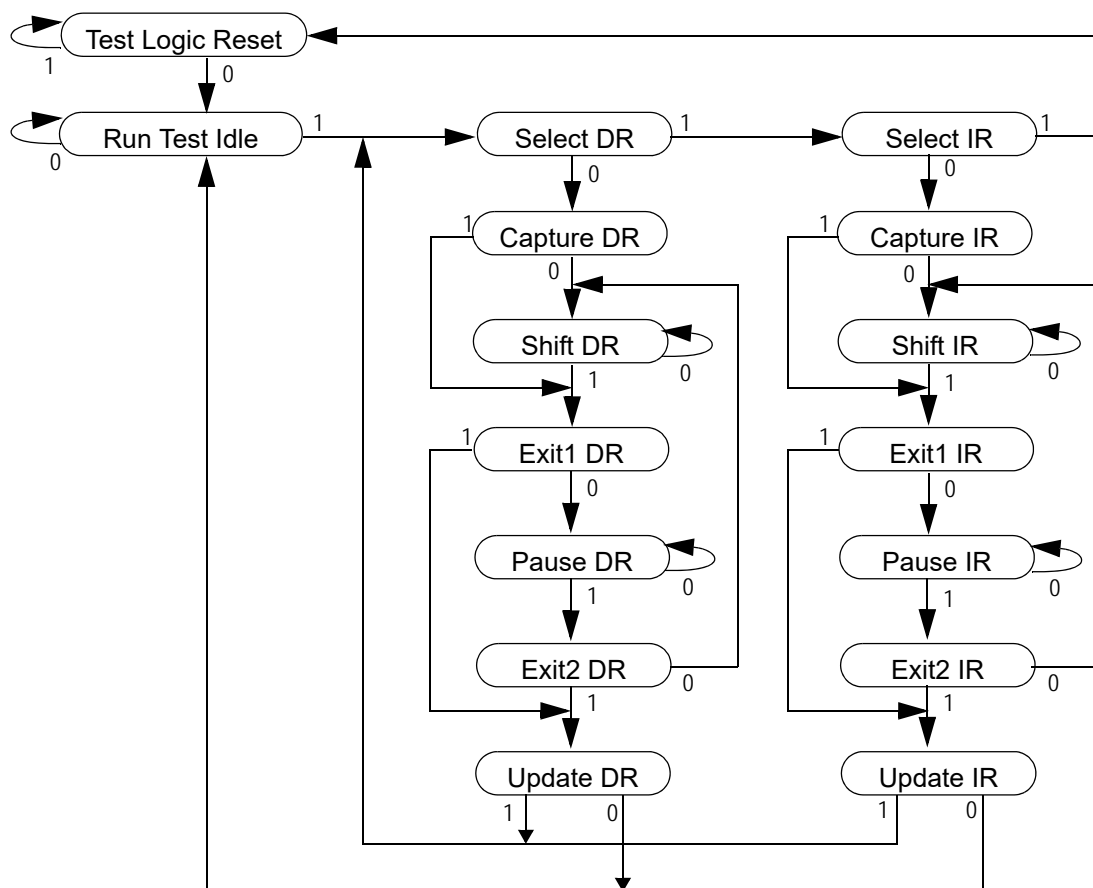 Test Logic Reset
1
0
Run Test Idle
1
Select DR
1
Select IR
1
0
0
0
1
Capture DR
1
Capture IR
0
0
Shift DR
Shift IR
1
0
1
0
1
Exit1 DR
1
Exit1 IR
0
0
Pause DR
Pause IR
0
0
1
1
Exit2 DR
Exit2 IR
0
0
1
1
Update DR
Update IR
1
0
1
0